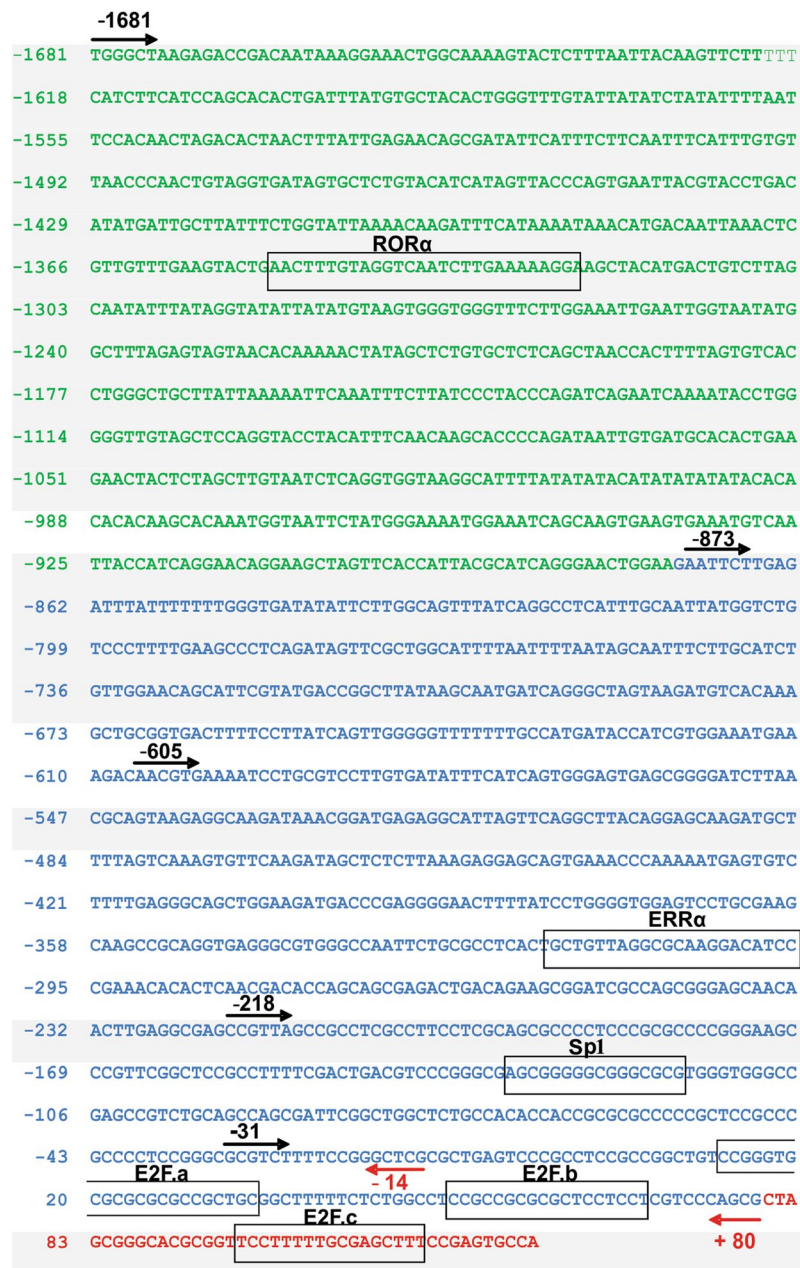 -1681
-1681 TGGGCTAAGAGACCGACAATAAAGGAAACTGGCAAAAGTACTCTTTAATTACAAGTTCTTTTT
-1618 CATCTTCATCCAGCACACTGATTTATGTGCTACACTGGGTTTGTATTATATCTATATTTTAAT
-1555 TCCACAACTAGACACTAACTTTATTGAGAACAGCGATATTCATTTCTTCAATTTCATTTGTGT
-1492 TAACCCAACTGTAGGTGATAGTGCTCTGTACATCATAGTTACCCAGTGAATTACGTACCTGAC
-1429 ATATGATTGCTTATTTCTGGTATTAAAACAAGATTTCATAAAATAAACATGACAATTAAACTC
RORα
-1366 GTTGTTTGAAGTACTGAACTTTGTAGGTCAATCTTGAAAAAGGAAGCTACATGACTGTCTTAG
-1303 CAATATTTATAGGTATATTATATGTAAGTGGGTGGGTTTCTTGGAAATTGAATTGGTAATATG
-1240 GCTTTAGAGTAGTAACACAAAAACTATAGCTCTGTGCTCTCAGCTAACCACTTTTAGTGTCAC
-1177 CTGGGCTGCTTATTAAAAATTCAAATTTCTTATCCCTACCCAGATCAGAATCAAAATACCTGG
-1114 GGGTTGTAGCTCCAGGTACCTACATTTCAACAAGCACCCCAGATAATTGTGATGCACACTGAA
-1051 GAACTACTCTAGCTTGTAATCTCAGGTGGTAAGGCATTTTATATATACATATATATATACACA
-988 CACACAAGCACAAATGGTAATTCTATGGGAAAATGGAAATCAGCAAGTGAAGTGAAATGTCAA
-873
-925 TTACCATCAGGAACAGGAAGCTAGTTCACCATTACGCATCAGGGAACTGGAAGAATTCTTGAG
-862 ATTTATTTTTTTGGGTGATATATTCTTGGCAGTTTATCAGGCCTCATTTGCAATTATGGTCTG
-799 TCCCTTTTGAAGCCCTCAGATAGTTCGCTGGCATTTTAATTTTAATAGCAATTTCTTGCATCT
-736 GTTGGAACAGCATTCGTATGACCGGCTTATAAGCAATGATCAGGGCTAGTAAGATGTCACAAA
-673 GCTGCGGTGACTTTTCCTTATCAGTTGGGGGTTTTTTTGCCATGATACCATCGTGGAAATGAA
-605
-610 AGACAACGTGAAAATCCTGCGTCCTTGTGATATTTCATCAGTGGGAGTGAGCGGGGATCTTAA
-547 CGCAGTAAGAGGCAAGATAAACGGATGAGAGGCATTAGTTCAGGCTTACAGGAGCAAGATGCT
-484 TTTAGTCAAAGTGTTCAAGATAGCTCTCTTAAAGAGGAGCAGTGAAACCCAAAAATGAGTGTC
-421 TTTTGAGGGCAGCTGGAAGATGACCCGAGGGGAACTTTTATCCTGGGGTGGAGTCCTGCGAAG
ERRα
-358 CAAGCCGCAGGTGAGGGCGTGGGCCAATTCTGCGCCTCACTGCTGTTAGGCGCAAGGACATCC
-295 CGAAACACACTCAACGACACCAGCAGCGAGACTGACAGAAGCGGATCGCCAGCGGGAGCAACA
-218
-232 ACTTGAGGCGAGCCGTTAGCCGCCTCGCCTTCCTCGCAGCGCCCCTCCCGCGCCCCGGGAAGC
Sp1
-169 CCGTTCGGCTCCGCCTTTTCGACTGACGTCCCGGGCGAGCGGGGGCGGGCGCGTGGGTGGGCC
-106 GAGCCGTCTGCAGCCAGCGATTCGGCTGGCTCTGCCACACCACCGCGCGCCCCCGCTCCGCCC
-31
-43 GCCCCTCCGGGCGCGTCTTTTCCGGGCTCGCGCTGAGTCCCGCCTCCGCCGGCTGTCCGGGTG
E2F.a - 14 E2F.b
20 CGCGCGCGCCGCTGCGGCTTTTTCTCTGGCCTCCGCCGCGCGCTCCTCCTCGTCCCAGCGCTA
E2F.c + 80
83 GCGGGCACGCGGTTCCTTTTTGCGAGCTTTCCGAGTGCCA